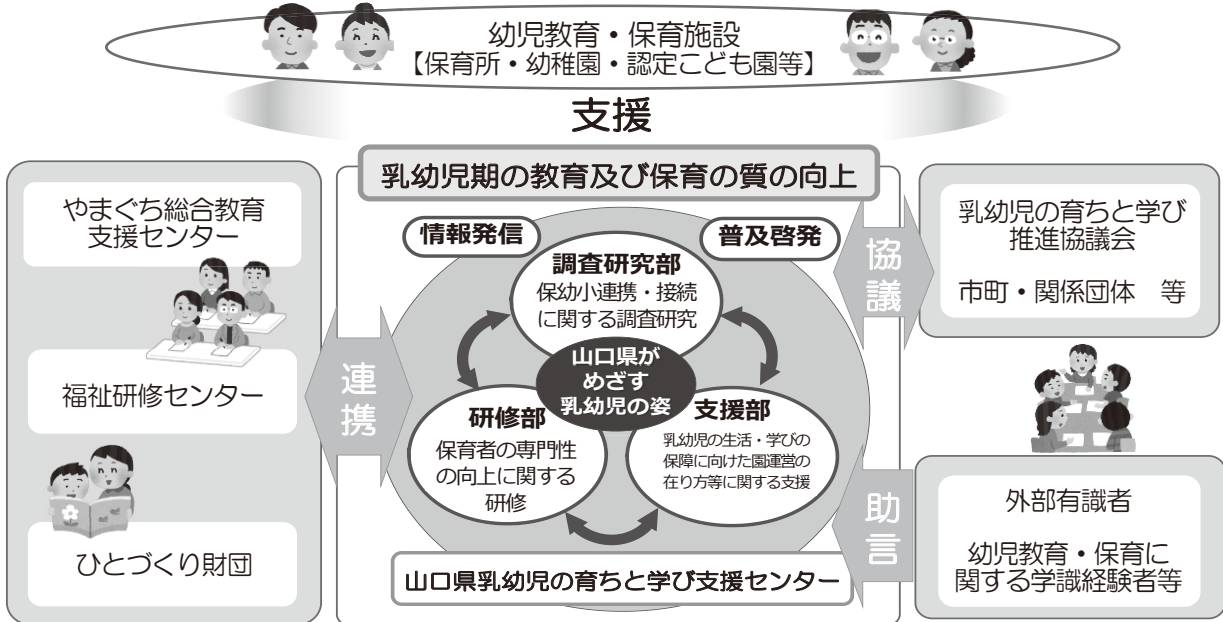 幼児教育・保育施設
【保育所・幼稚園・認定こども園等】
支援
乳幼児期の教育及び保育の質の向上
やまぐち総合教育
支援センター
福祉研修センター
ひとづくり財団
連携
情報発信
普及啓発
調査研究部
保幼小連携・接続
に関する調査研究
山口県が
めざす
乳幼児の姿
研修部
保育者の専門性
の向上に関する
研修
支援部
乳幼児の生活・学びの
保障に向けた園運営の
在り方等に関する支援
山口県乳幼児の育ちと学び支援センター
協議
乳幼児の育ちと学び
推進協議会
市町・関係団体　等
助言
外部有識者
幼児教育・保育に
関する学識経験者等